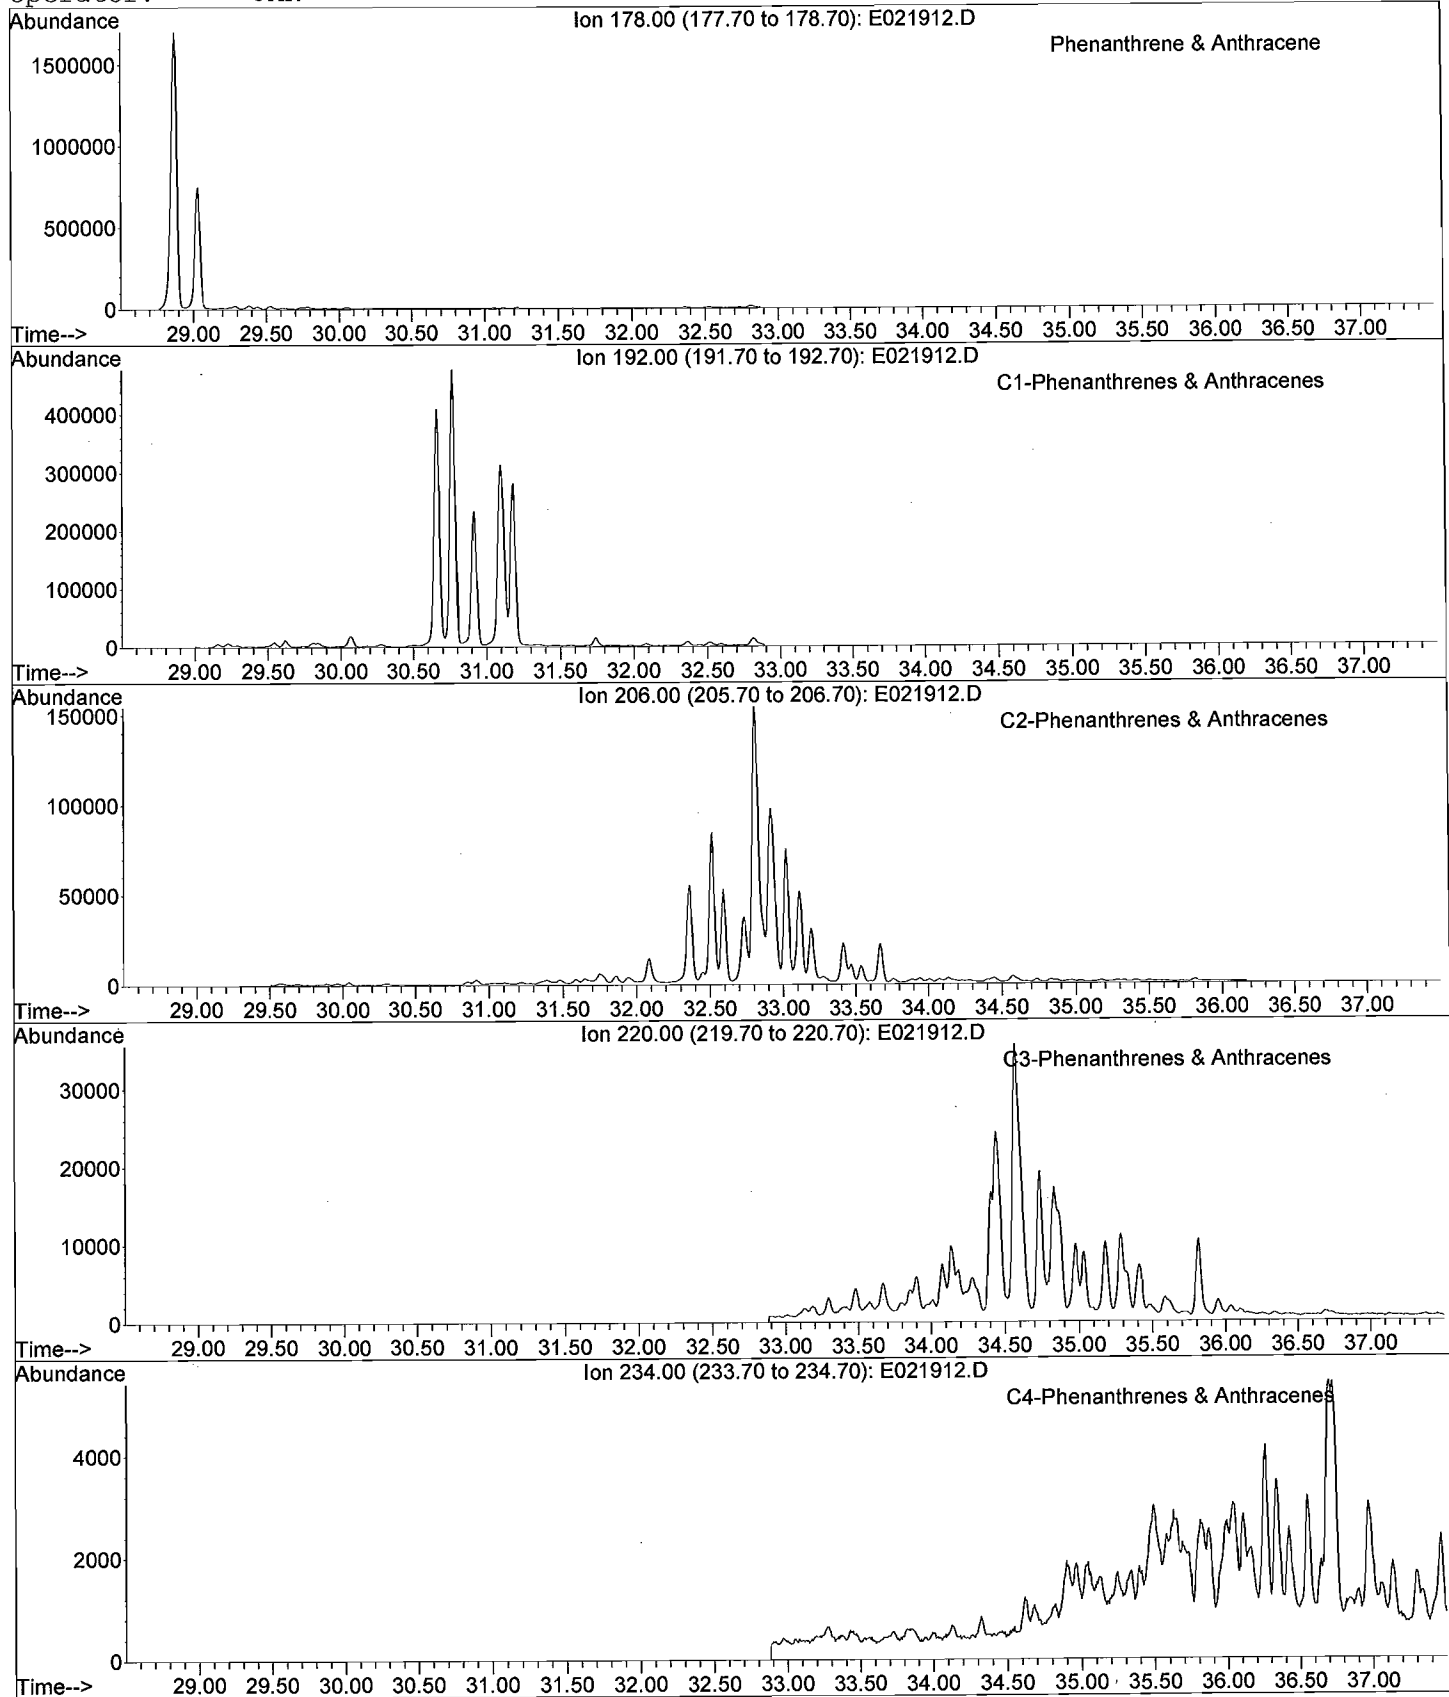 Abundance
Ion 178.00 (177.70 to 178.70): E021912.D
Phenanthrene & Anthracene
1500000
1000000
500000
0
Time-->
29.00 29.50 30.00 30.50 31.00 31.50 32.00 32.50 33.00 33.50 34.00 34.50 35.00 35.50 36.00 36.50 37.00
Abundance
Ion 192.00 (191.70 to 192.70): E021912.D
C1-Phenanthrenes & Anthracenes
400000
300000
200000
100000
0
Time-->
29.00 29.50 30.00 30.50 31.00 31.50 32.00 32.50 33.00 33.50 34.00 34.50 35.00 35.50 36.00 36.50 37.00
Abundance
Ion 206.00 (205.70 to 206.70): E021912.D
150000
C2-Phenanthrenes & Anthracenes
100000
50000
0
Time-->
29.00 29.50 30.00 30.50 31.00 31.50 32.00 32.50 33.00 33.50 34.00 34.50 35.00 35.50 36.00 36.50 37.00
Abundance
Ion 220.00 (219.70 to 220.70): E021912.D
C3-Phenanthrenes & Anthracenes
30000
20000
10000
0
Time-->
29.00 29.50 30.00 30.50 31.00 31.50 32.00 32.50 33.00 33.50 34.00 34.50 35.00 35.50 36.00 36.50 37.00
Abundance
Ion 234.00 (233.70 to 234.70): E021912.D
C4-Phenanthrenes & Anthracenes
4000
2000
0
Time-->
29.00 29.50 30.00 30.50 31.00 31.50 32.00 32.50 33.00 33.50 34.00 34.50 35.00 35.50 36.00 36.50 37.00